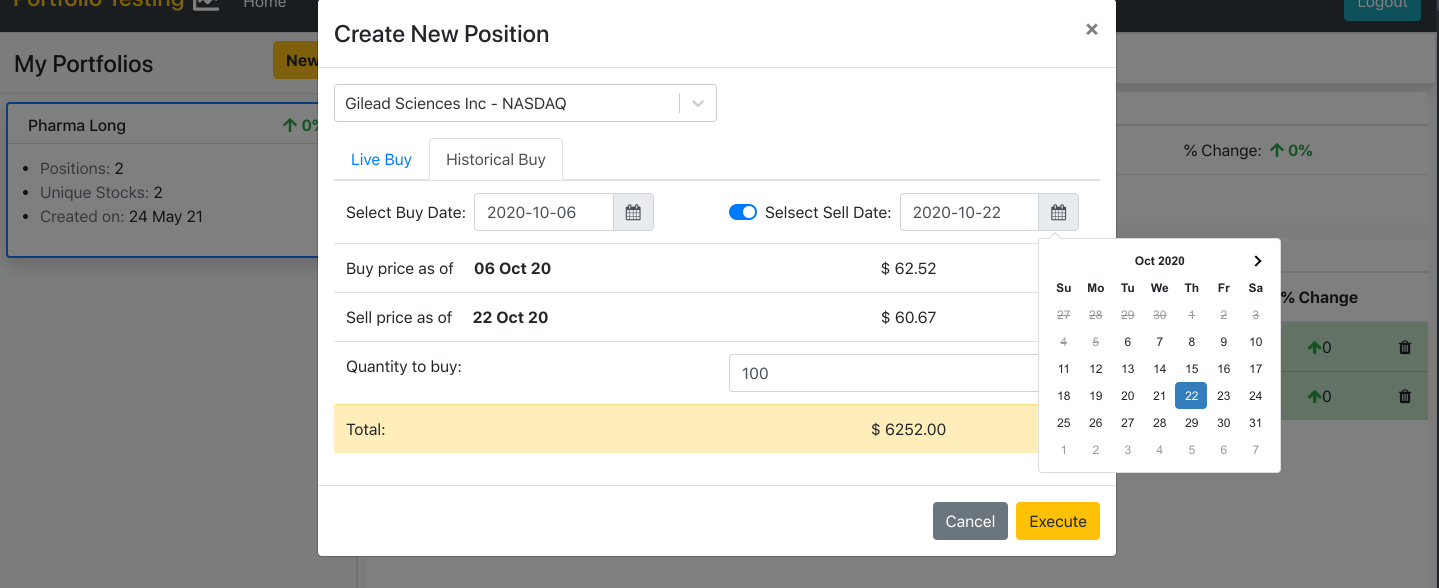 Portfolio Testing Home Logout
Create New Position ×
My Portfolios New
Gilead Sciences Inc - NASDAQ
Pharma Long 0%
Positions: 2
Unique Stocks: 2
Created on: 24 May 21
Live Buy Historical Buy
% Change: 0%
Select Buy Date: 2020-10-06 Selsect Sell Date: 2020-10-22
Buy price as of 06 Oct 20 $ 62.52
Sell price as of 22 Oct 20 $ 60.67
Quantity to buy: 100
Total: $ 6252.00
Oct 2020
Su Mo Tu We Th Fr Sa
27 28 29 30 1 2 3
4 5 6 7 8 9 10
11 12 13 14 15 16 17
18 19 20 21 22 23 24
25 26 27 28 29 30 31
1 2 3 4 5 6 7
% Change
0
0
Cancel Execute